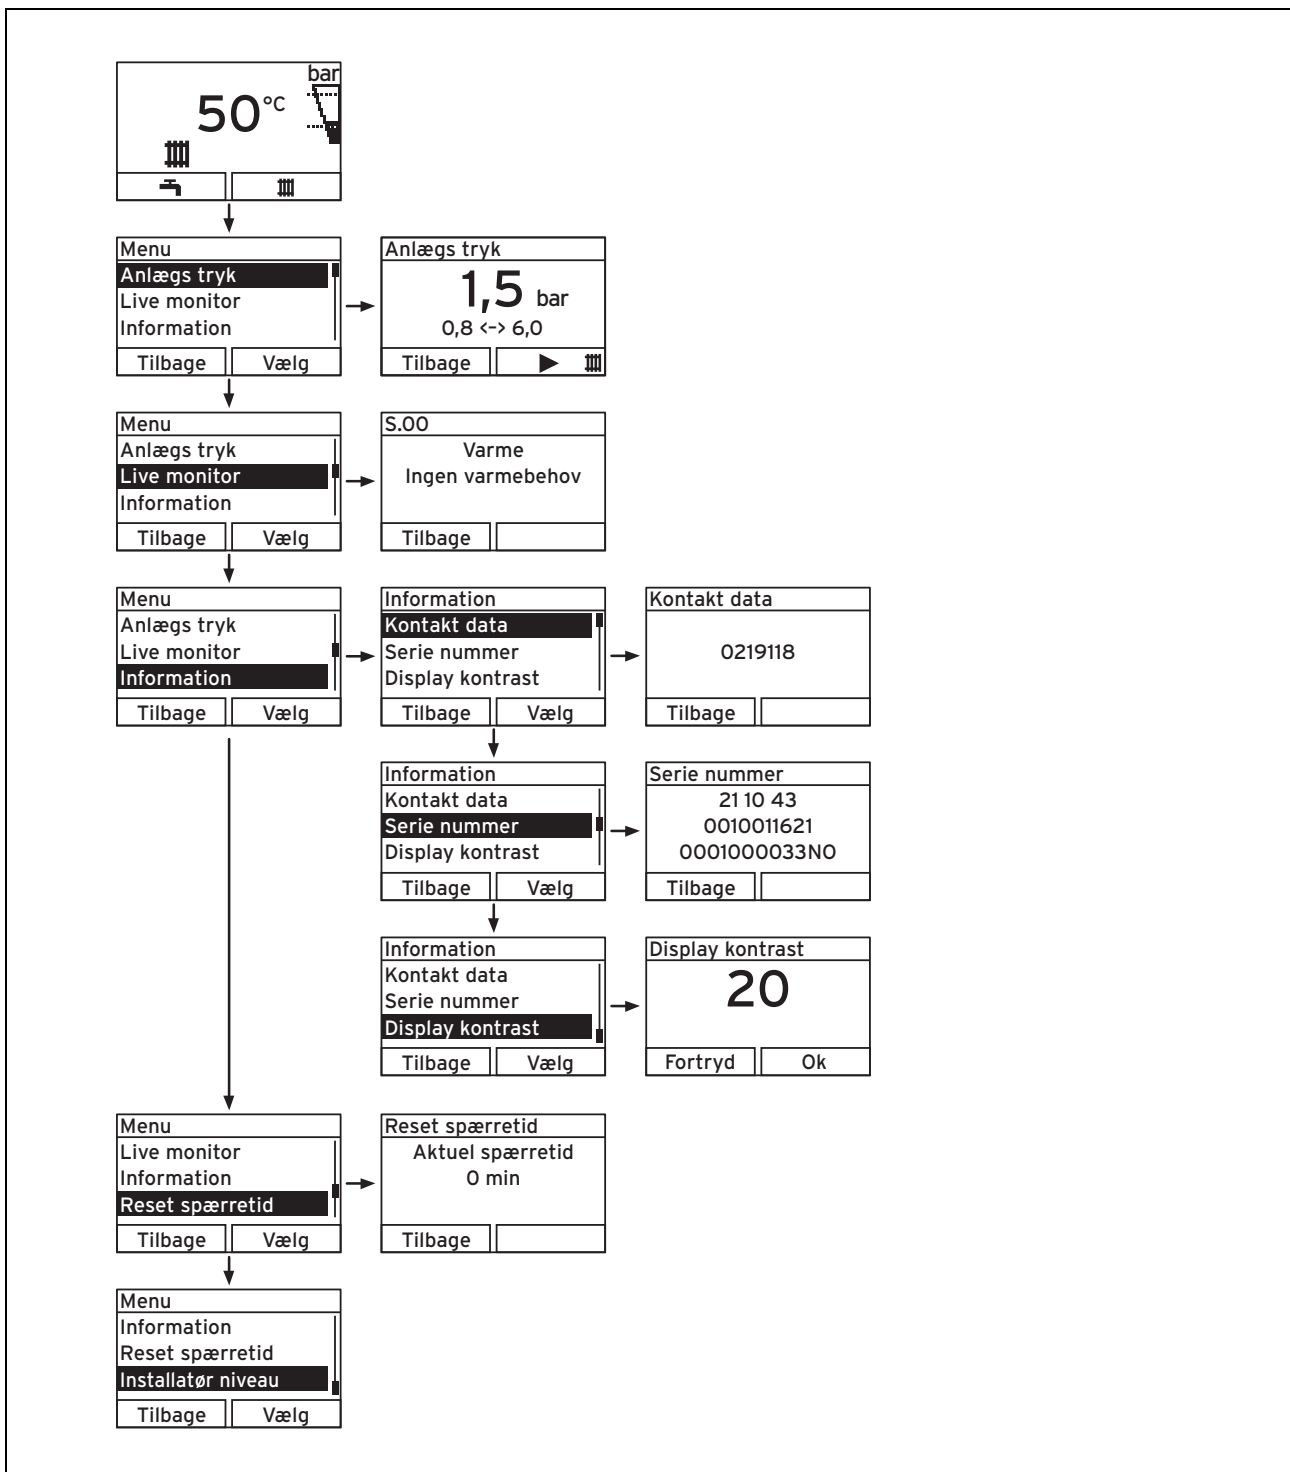 bar
50 °C
Menu
Anlægs tryk
Live monitor
Information
Tilbage Vælg
Anlægs tryk
1,5 bar
0,8 <-> 6,0
Tilbage
Menu
Anlægs tryk
Live monitor
Information
Tilbage Vælg
S.00
Varme
Ingen varmebehov
Tilbage
Menu
Anlægs tryk
Live monitor
Information
Tilbage Vælg
Information
Kontakt data
Serie nummer
Display kontrast
Tilbage Vælg
Kontakt data
0219118
Tilbage
Information
Kontakt data
Serie nummer
Display kontrast
Tilbage Vælg
Serie nummer
21 10 43
0010011621
0001000033N0
Tilbage
Information
Kontakt data
Serie nummer
Display kontrast
Tilbage Vælg
Display kontrast
20
Fortryd Ok
Menu
Live monitor
Information
Reset spærretid
Tilbage Vælg
Reset spærretid
Aktuel spærretid
0 min
Tilbage
Menu
Information
Reset spærretid
Installatør niveau
Tilbage Vælg